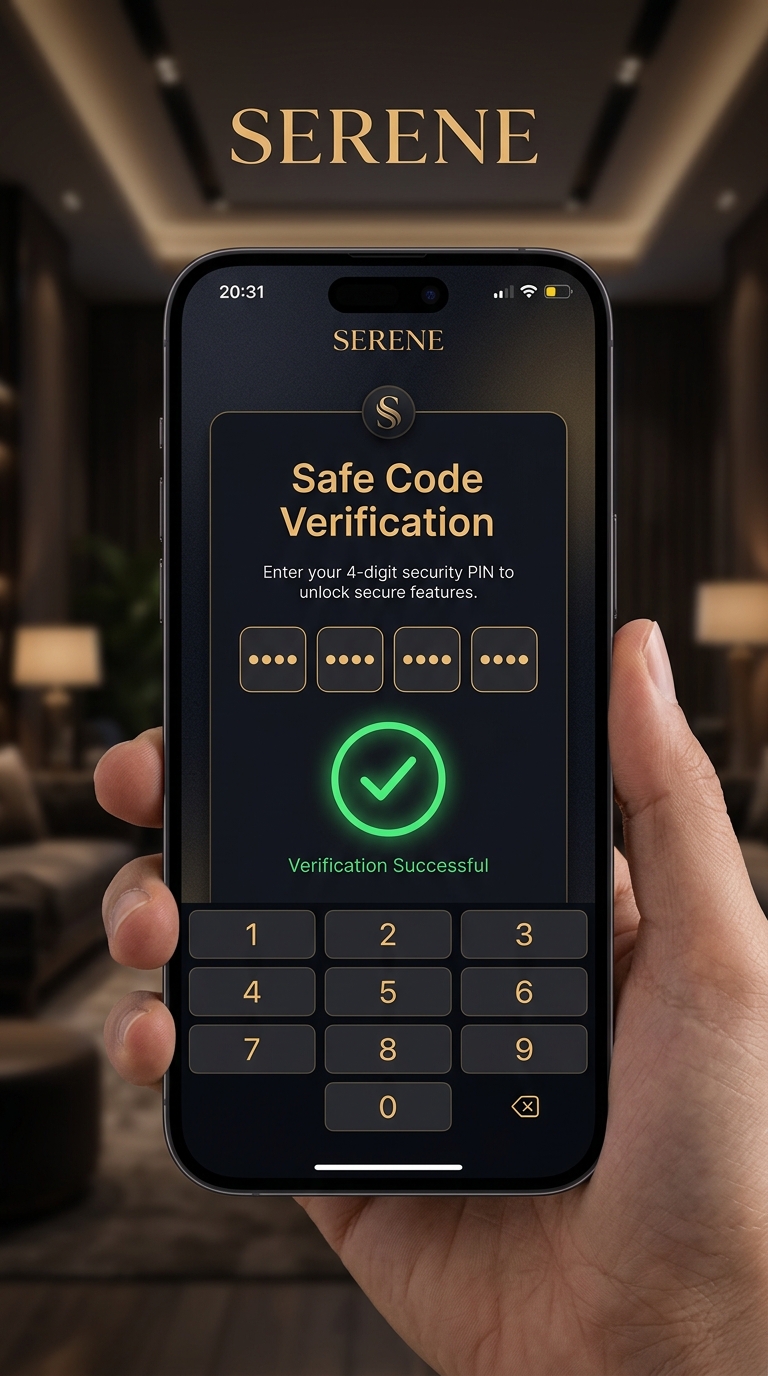 SERENE
20:31
SERENE
S
Safe Code
Verification
Enter your 4-digit security PIN to
unlock secure features.
Verification Successful
1 2 3
4 5 6
7 8 9
0